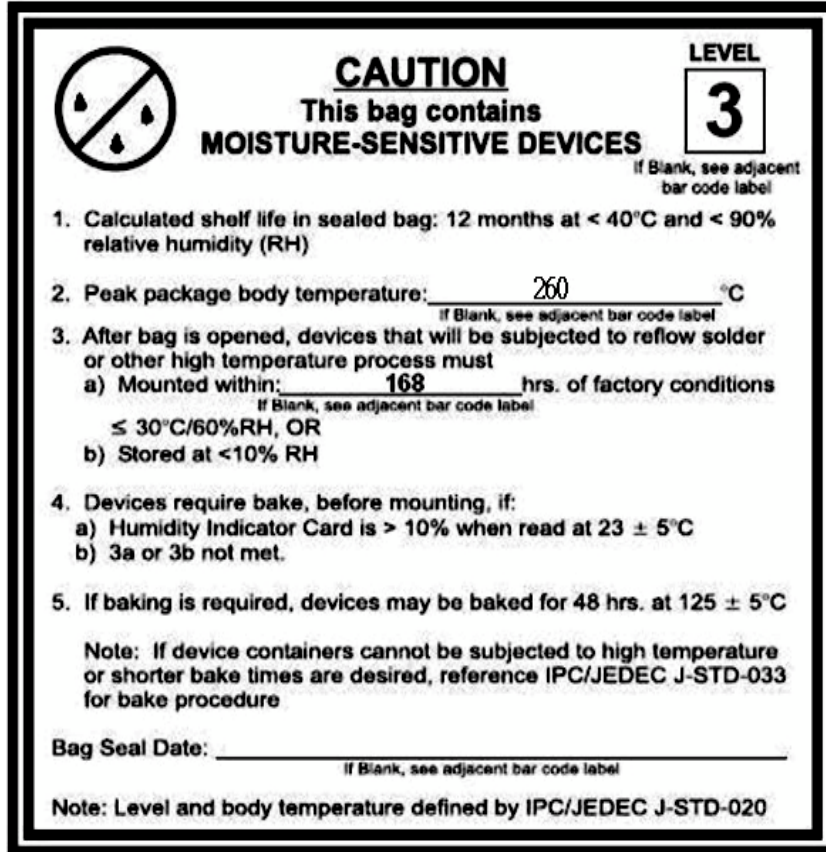 LEVEL
CAUTION
3
This bag contains
MOISTURE-SENSITIVE DEVICES
If Blank, see adjacent
bar code label
1. Calculated shelf life in sealed bag: 12 months at < 40°C and < 90%
relative humidity (RH)
2. Peak package body temperature: 260 °C
If Blank, see adjacent bar code label
3. After bag is opened, devices that will be subjected to reflow solder
or other high temperature process must
a) Mounted within: 168 hrs. of factory conditions
If Blank, see adjacent bar code label
≤ 30°C/60%RH, OR
b) Stored at <10% RH
4. Devices require bake, before mounting, if:
a) Humidity Indicator Card is > 10% when read at 23 ± 5°C
b) 3a or 3b not met.
5. If baking is required, devices may be baked for 48 hrs. at 125 ± 5°C
Note: If device containers cannot be subjected to high temperature
or shorter bake times are desired, reference IPC/JEDEC J-STD-033
for bake procedure
Bag Seal Date:
If Blank, see adjacent bar code label
Note: Level and body temperature defined by IPC/JEDEC J-STD-020